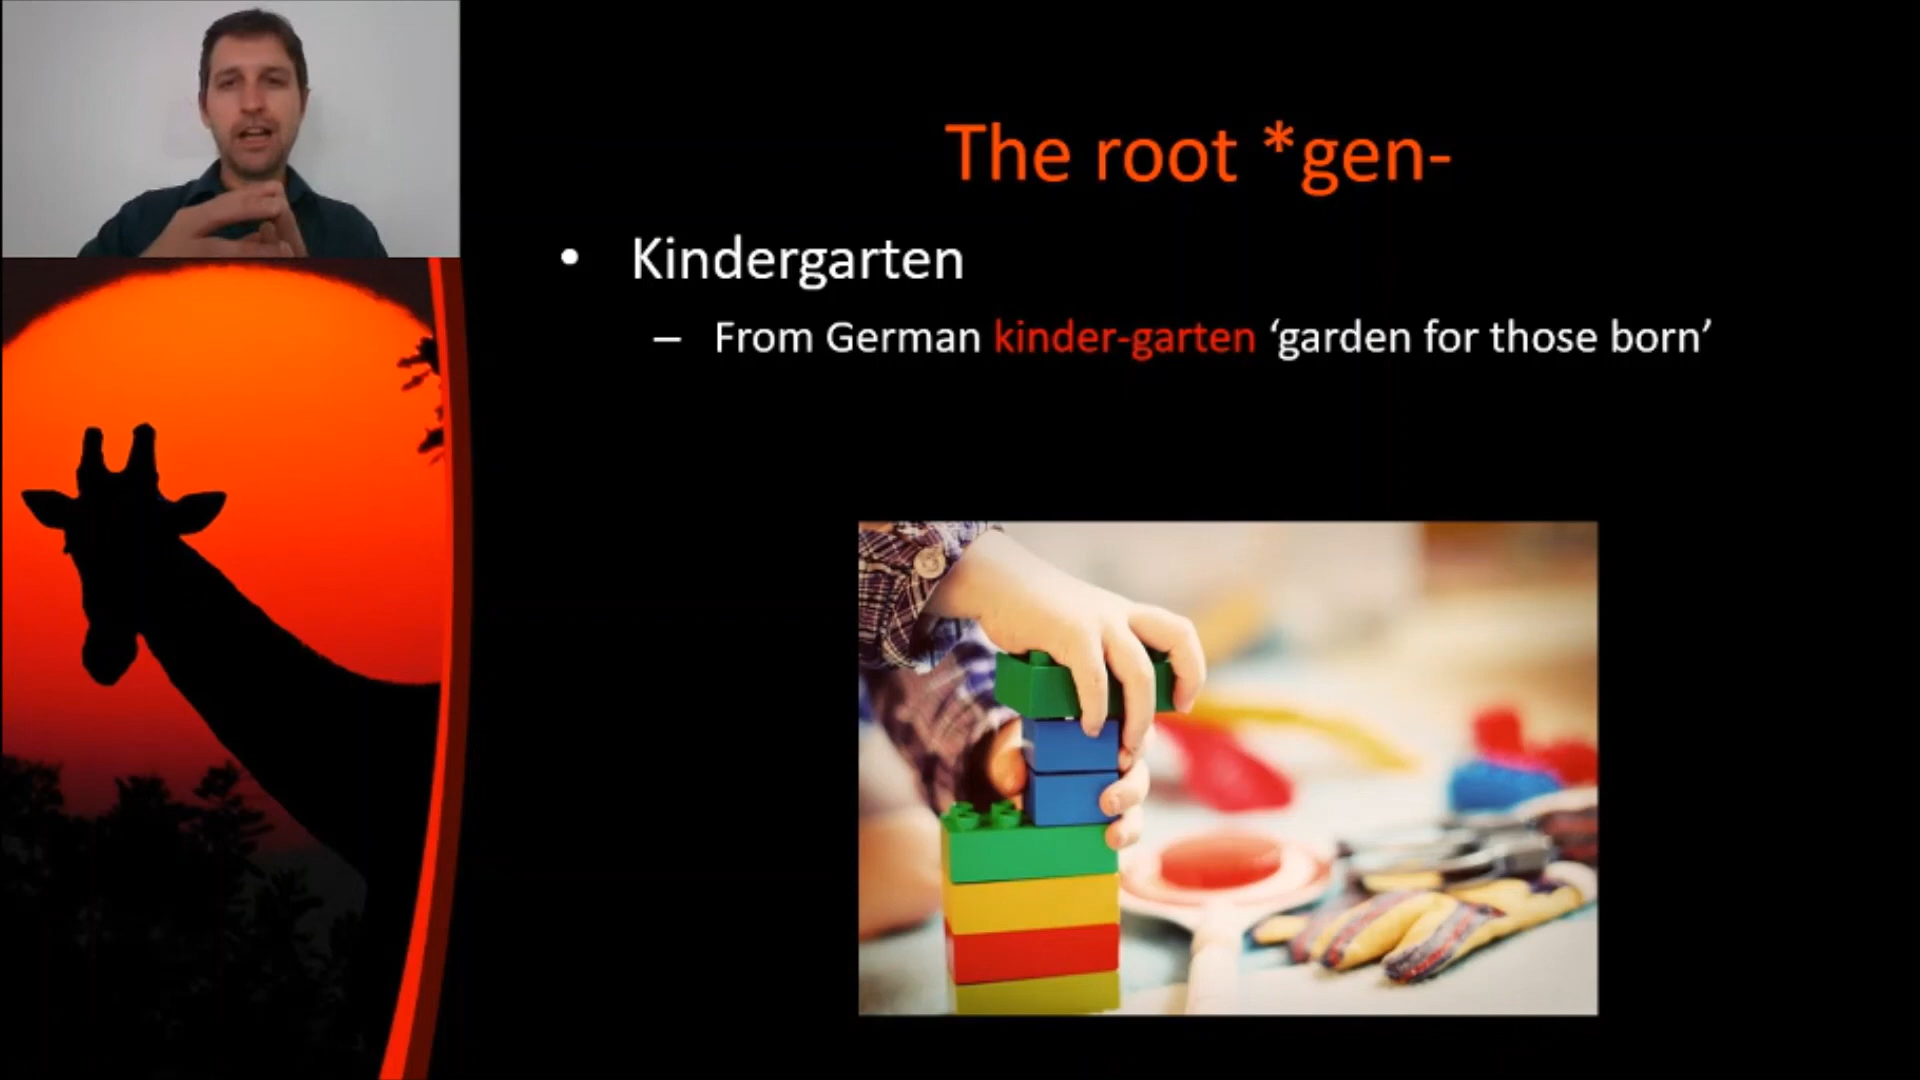 The root *gen-
• Kindergarten
– From German kinder-garten ‘garden for those born’